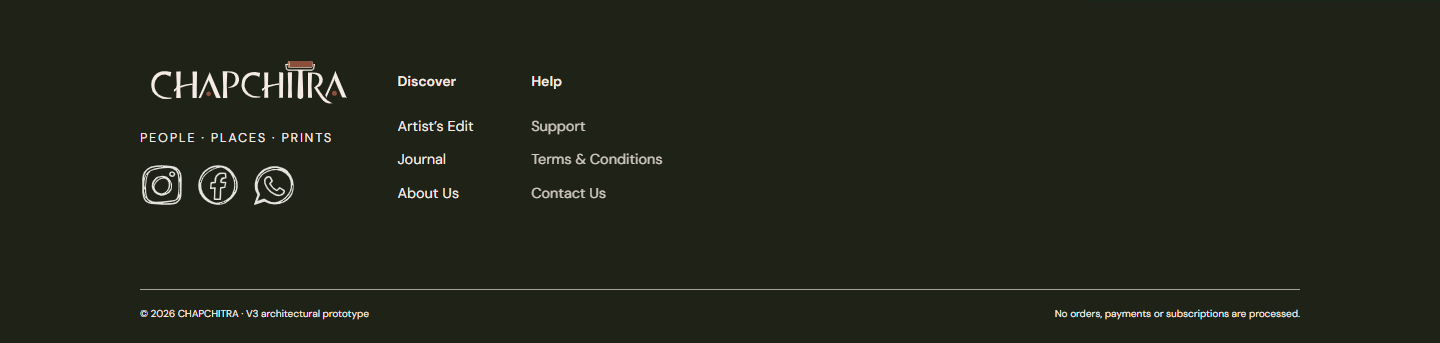 CHAPCHITRA
PEOPLE · PLACES · PRINTS
Discover
Artist’s Edit
Journal
About Us
Help
Support
Terms & Conditions
Contact Us
© 2026 CHAPCHITRA · V3 architectural prototype
No orders, payments or subscriptions are processed.